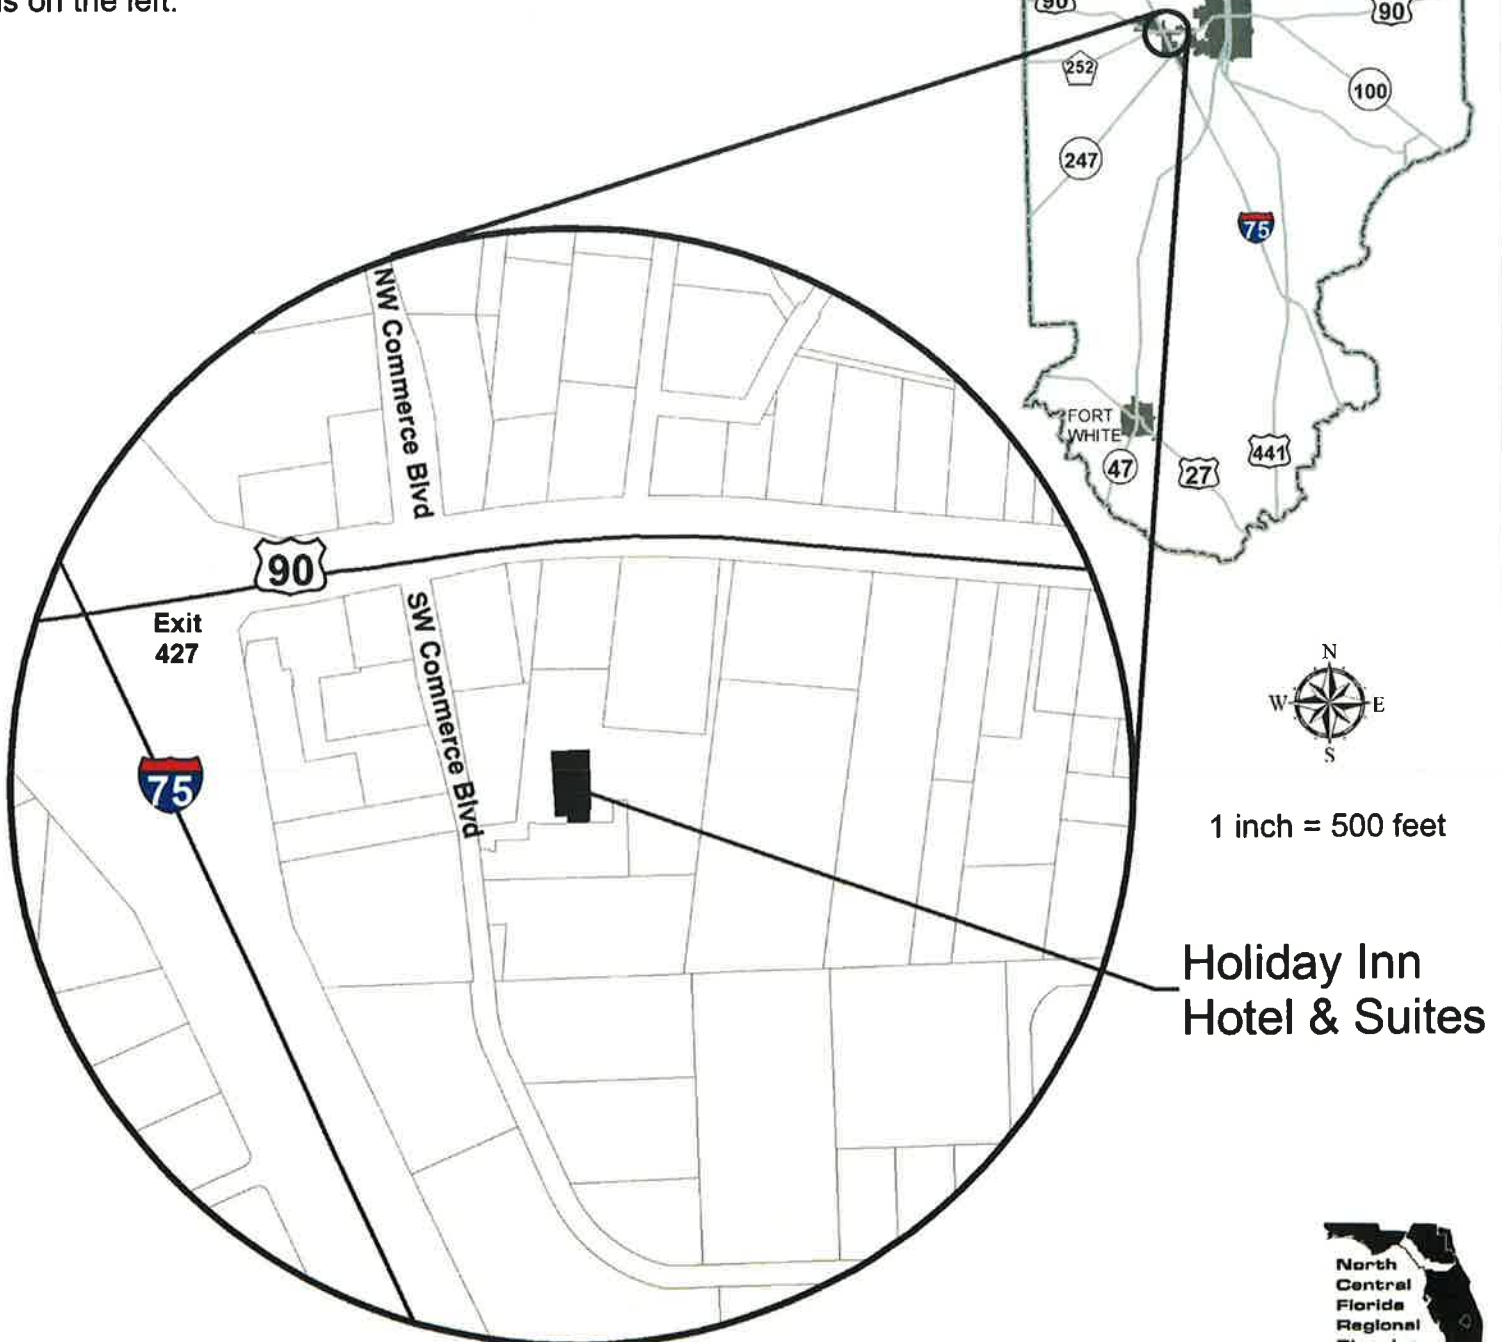 is on the left.
90
90
252
100
247
75
FORT
WHITE
47
27
441
NW Commerce Blvd
90
Exit
427
SW Commerce Blvd
75
N
W E
S
1 inch = 500 feet
Holiday Inn
Hotel & Suites
North
Central
Florida
Regional